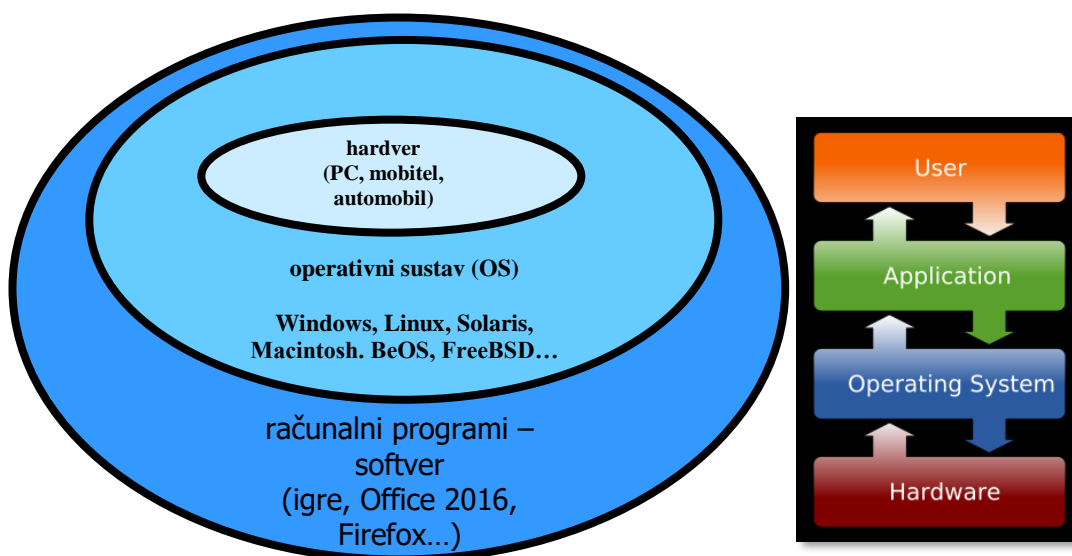 hardver
(PC, mobitel,
automobil)
operativni sustav (OS)
Windows, Linux, Solaris,
Macintosh. BeOS, FreeBSD…
računalni programi –
softver
(igre, Office 2016,
Firefox…)
User
Application
Operating System
Hardware